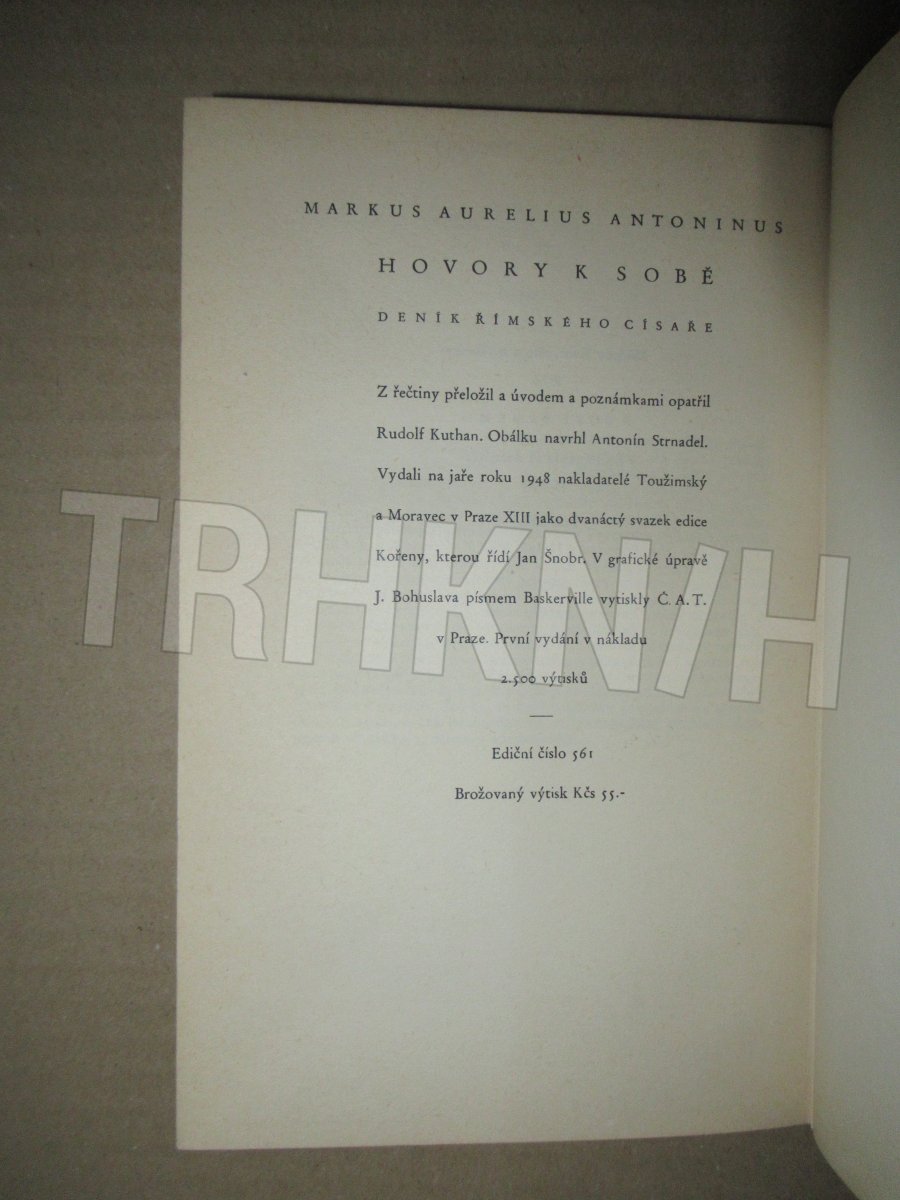 MARKUS AURELIUS ANTONINUS
HOVORY K SOBĚ
DENÍK ŘÍMSKÉHO CÍSAŘE
Z řečtiny přeložil a úvodem a poznámkami opatřil
Rudolf Kuthan. Obálku navrhl Antonín Strnadel.
Vydali na jaře roku 1948 nakladatelé Toužimský
a Moravec v Praze XIII jako dvanáctý svazek edice
Kořeny, kterou řídí Jan Šnobr. V grafické úpravě
J. Bohuslava písmem Baskerville vytiskly Č. A. T.
v Praze. První vydání v nákladu
2.500 výtisků
Ediční číslo 561
Brožovaný výtisk Kčs 55.-
TRHKNIH